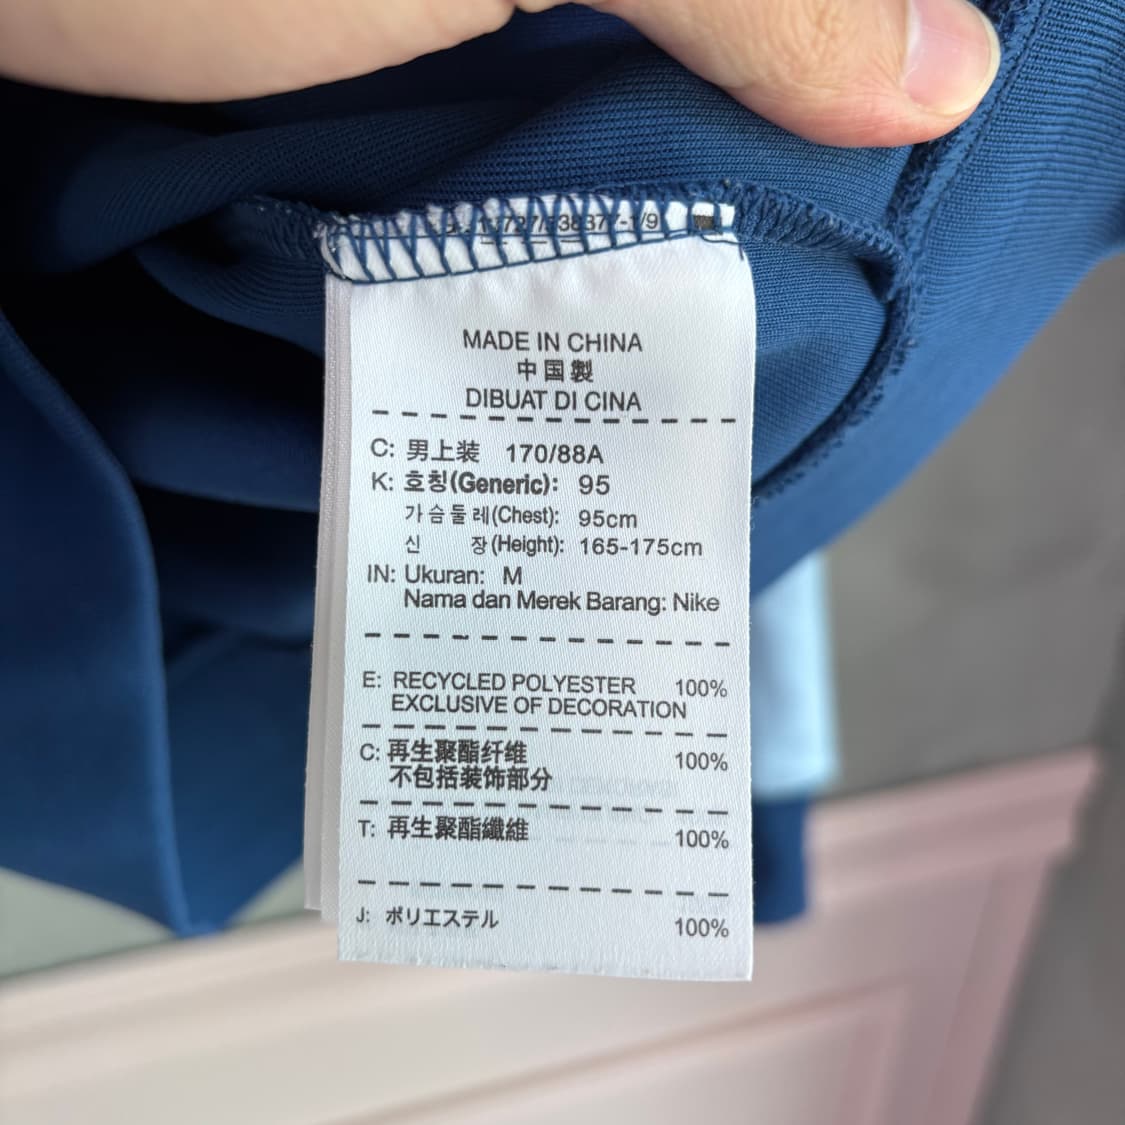 MADE IN CHINA
中国製
DIBUAT DI CINA
C: 男上装 170/88A
K: 호칭(Generic): 95
가슴둘레(Chest): 95cm
신 장(Height): 165-175cm
IN: Ukuran: M
Nama dan Merek Barang: Nike
E: RECYCLED POLYESTER 100%
EXCLUSIVE OF DECORATION
C: 再生聚酯纤维 100%
不包括装饰部分
T: 再生聚酯纖維 100%
J: ポリエステル 100%